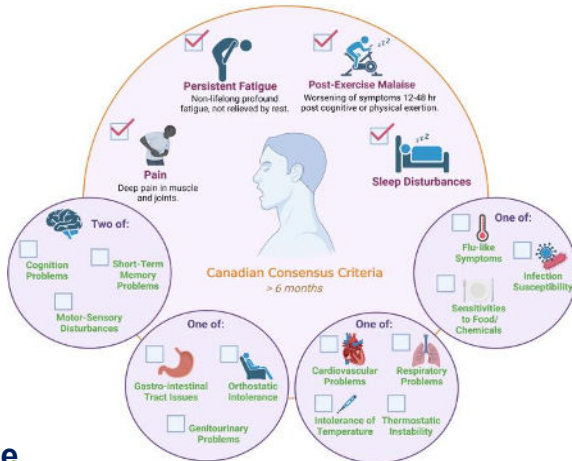 Persistent Fatigue
Non-lifelong profound
fatigue, not relieved by rest.
Post-Exercise Malaise
Worsening of symptoms 12-48 hr
post cognitive or physical exertion.
Pain
Deep pain in muscle
and joints.
Sleep Disturbances
Canadian Consensus Criteria
> 6 months
Two of:
Cognition
Problems
Short-Term
Memory
Problems
Motor-Sensory
Disturbances
One of:
Gastro-intestinal
Tract Issues
Orthostatic
Intolerance
Genitourinary
Problems
One of:
Cardiovascular
Problems
Respiratory
Problems
Intolerance of
Temperature
Thermostatic
Instability
One of:
Flu-like
Symptoms
Infection
Susceptibility
Sensitivities
to Food/
Chemicals
e